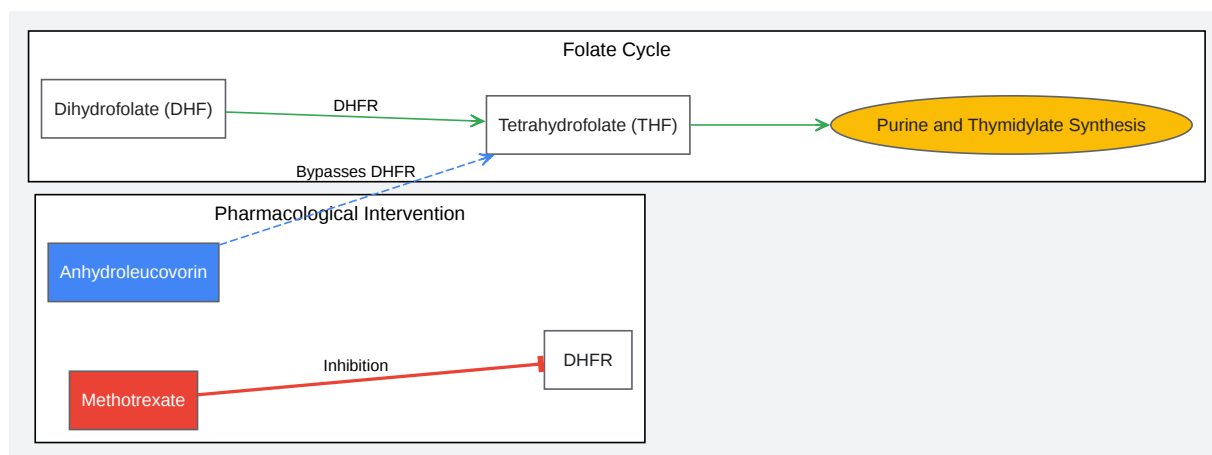 Folate Cycle
Dihydrofolate (DHF)
DHFR
Tetrahydrofolate (THF)
Purine and Thymidylate Synthesis
Bypasses DHFR
Pharmacological Intervention
Anhydroleucovorin
Inhibition
DHFR
Methotrexate